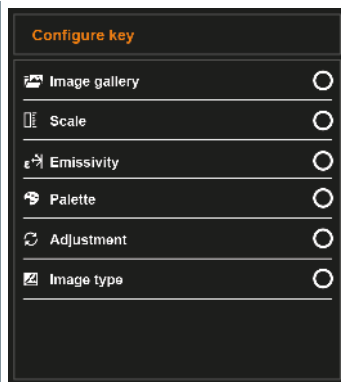 Configure key
Image gallery
Scale
ε Emissivity
Palette
Adjustment
Image type